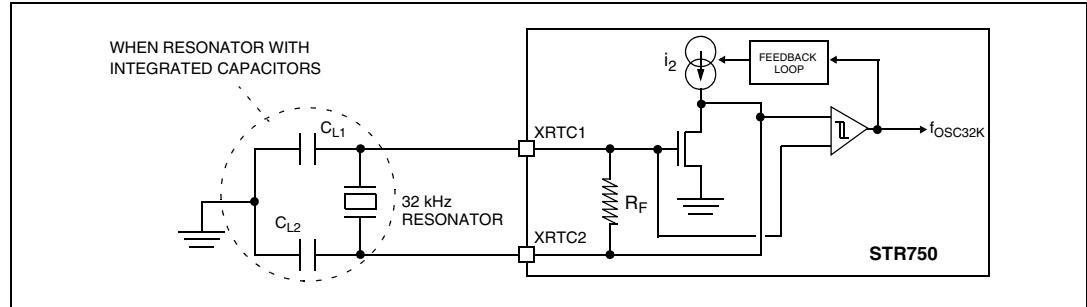 WHEN RESONATOR WITH
INTEGRATED CAPACITORS
i2
FEEDBACK
LOOP
CL1
XRTC1
fOSC32K
32 kHz
RESONATOR
RF
CL2
XRTC2
STR750